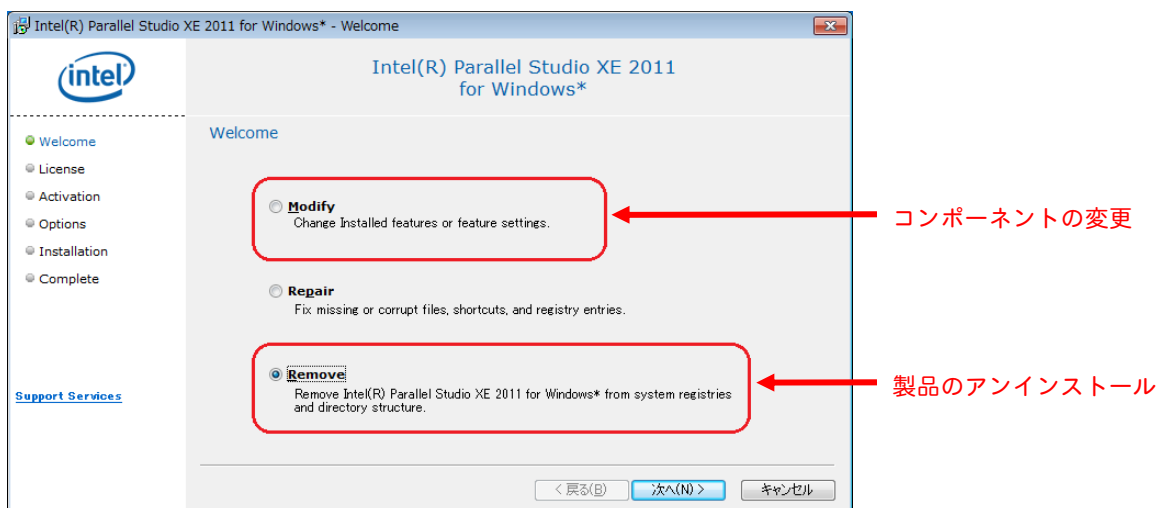 Intel(R) Parallel Studio XE 2011 for Windows* - Welcome
intel
Intel(R) Parallel Studio XE 2011
for Windows*
Welcome
License
Activation
Options
Installation
Complete
Support Services
Welcome
Modify
Change Installed features or feature settings.
コンポーネントの変更
Repair
Fix missing or corrupt files, shortcuts, and registry entries.
Remove
Remove Intel(R) Parallel Studio XE 2011 for Windows* from system registries
and directory structure.
製品のアンインストール
< 戻る(B)
次へ(N) >
キャンセル